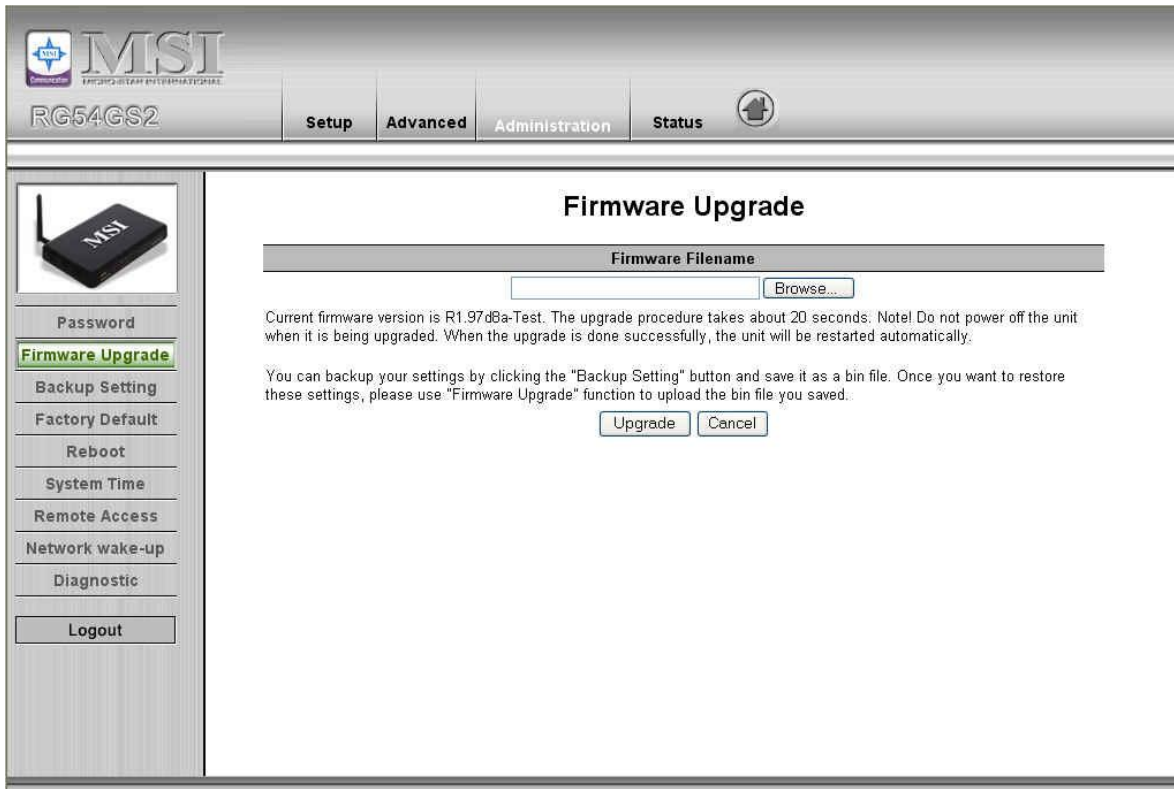 MSI
Communication
MSI
MICRO-STAR INTERNATIONAL
RG54GS2
Setup
Advanced
Administration
Status
MSI
Password
Firmware Upgrade
Backup Setting
Factory Default
Reboot
System Time
Remote Access
Network wake-up
Diagnostic
Logout
Firmware Upgrade
Firmware Filename
Browse...
Current firmware version is R1.97d8a-Test. The upgrade procedure takes about 20 seconds. Note! Do not power off the unit
when it is being upgraded. When the upgrade is done successfully, the unit will be restarted automatically.
You can backup your settings by clicking the "Backup Setting" button and save it as a bin file. Once you want to restore
these settings, please use "Firmware Upgrade" function to upload the bin file you saved.
Upgrade
Cancel